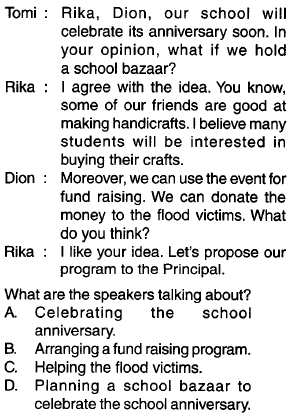 Tomi : Rika, Dion, our school will
celebrate its anniversary soon. In
your opinion, what if we hold
a school bazaar?
Rika : I agree with the idea. You know,
some of our friends are good at
making handicrafts. I believe many
students will be interested in
buying their crafts.
Dion : Moreover, we can use the event for
fund raising. We can donate the
money to the flood victims. What
do you think?
Rika : I like your idea. Let's propose our
program to the Principal.
What are the speakers talking about?
A. Celebrating the school
anniversary.
B. Arranging a fund raising program.
C. Helping the flood victims.
D. Planning a school bazaar to
celebrate the school anniversary.